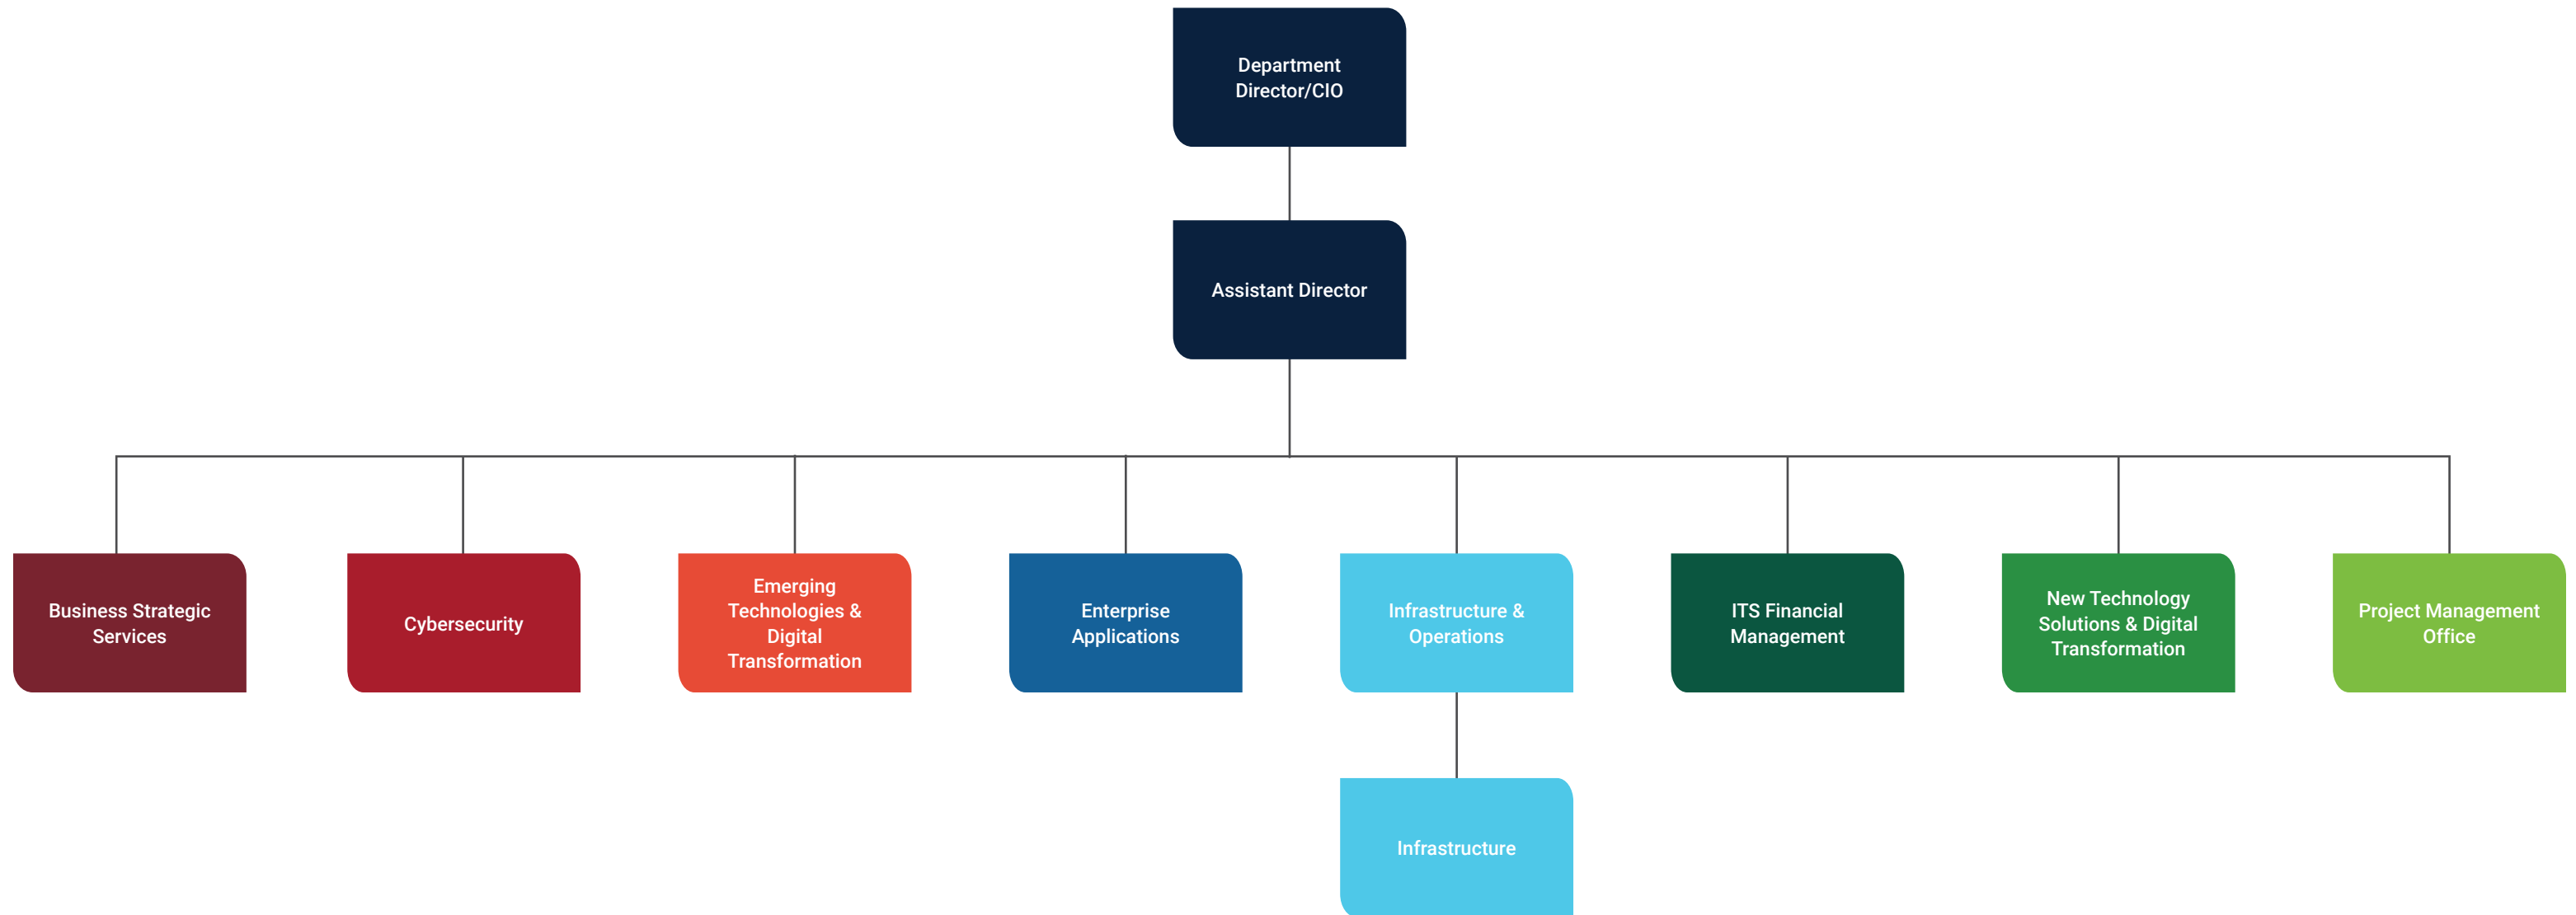 Department
Director/CIO
Assistant Director
Business Strategic
Services
Cybersecurity
Emerging
Technologies &
Digital
Transformation
Enterprise
Applications
Infrastructure &
Operations
ITS Financial
Management
New Technology
Solutions & Digital
Transformation
Project Management
Office
Infrastructure